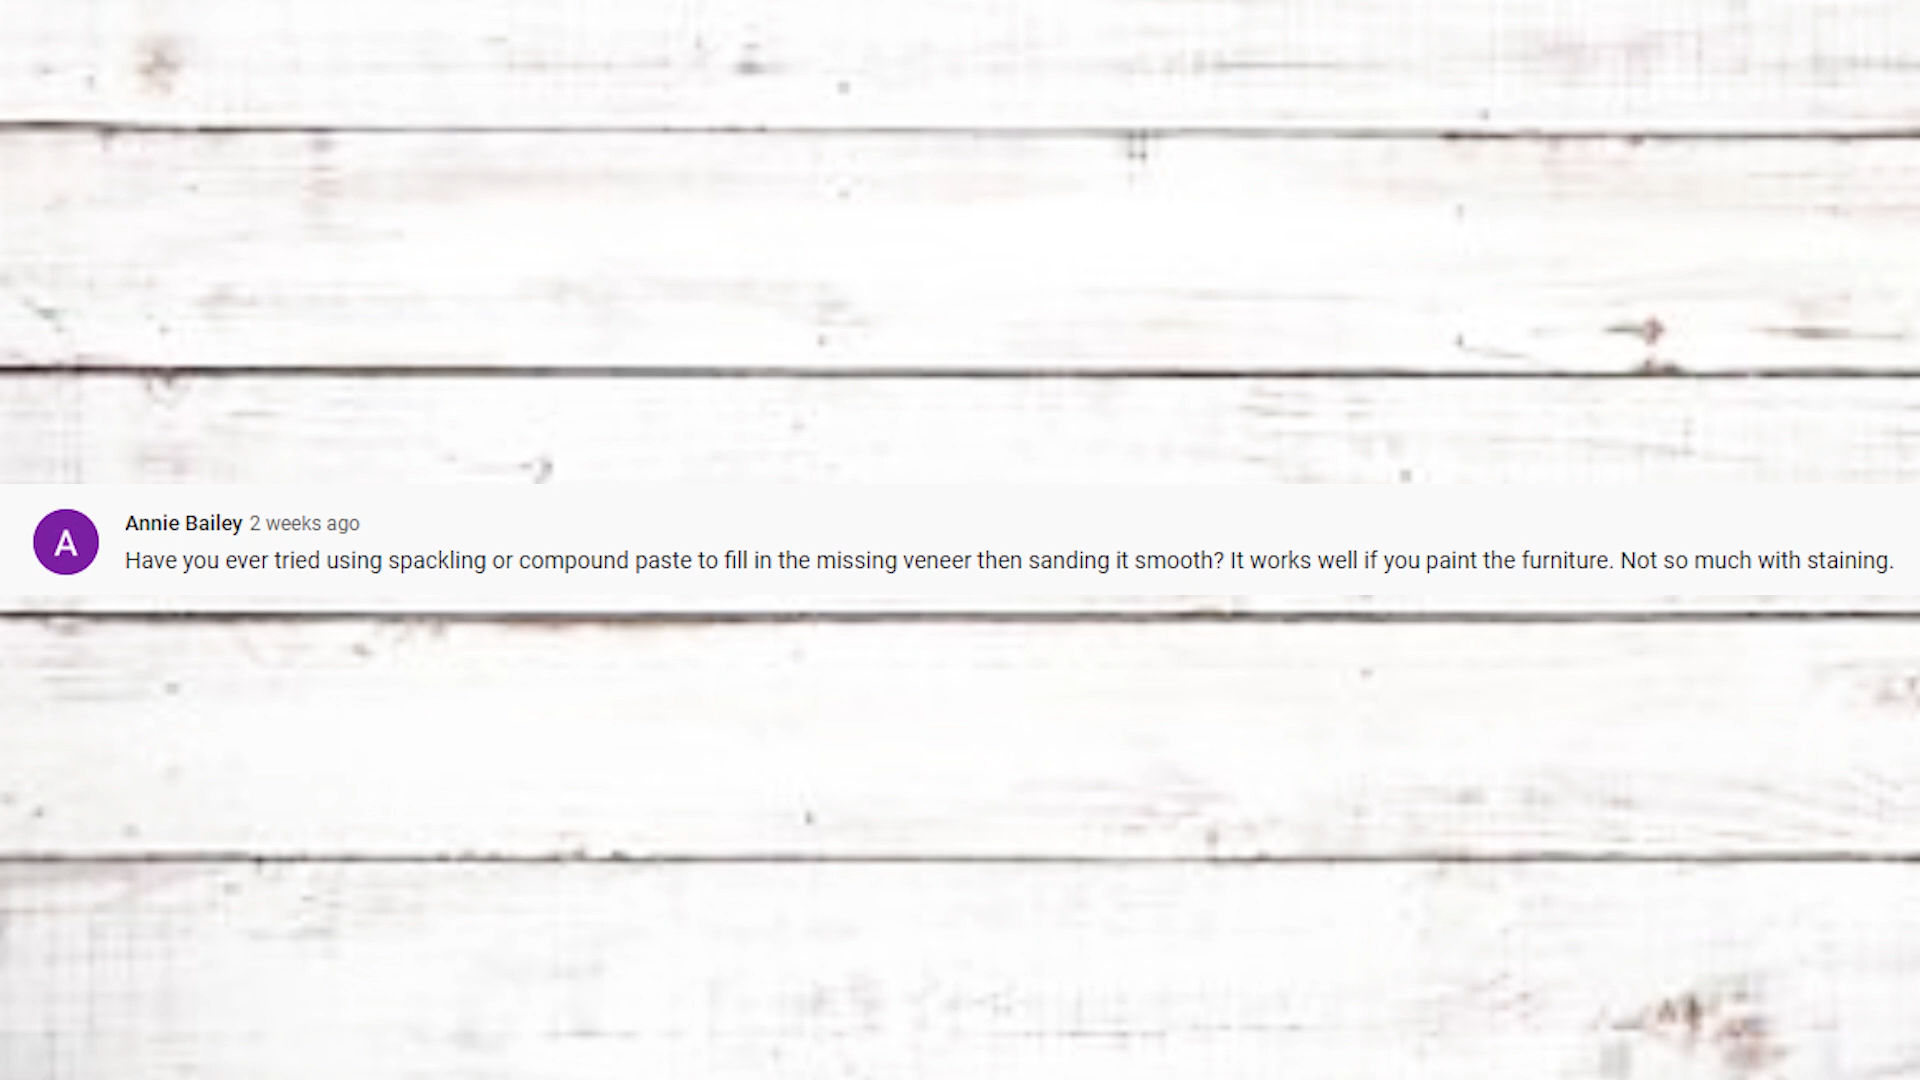 A
Annie Bailey 2 weeks ago
Have you ever tried using spackling or compound paste to fill in the missing veneer then sanding it smooth? It works well if you paint the furniture. Not so much with staining.